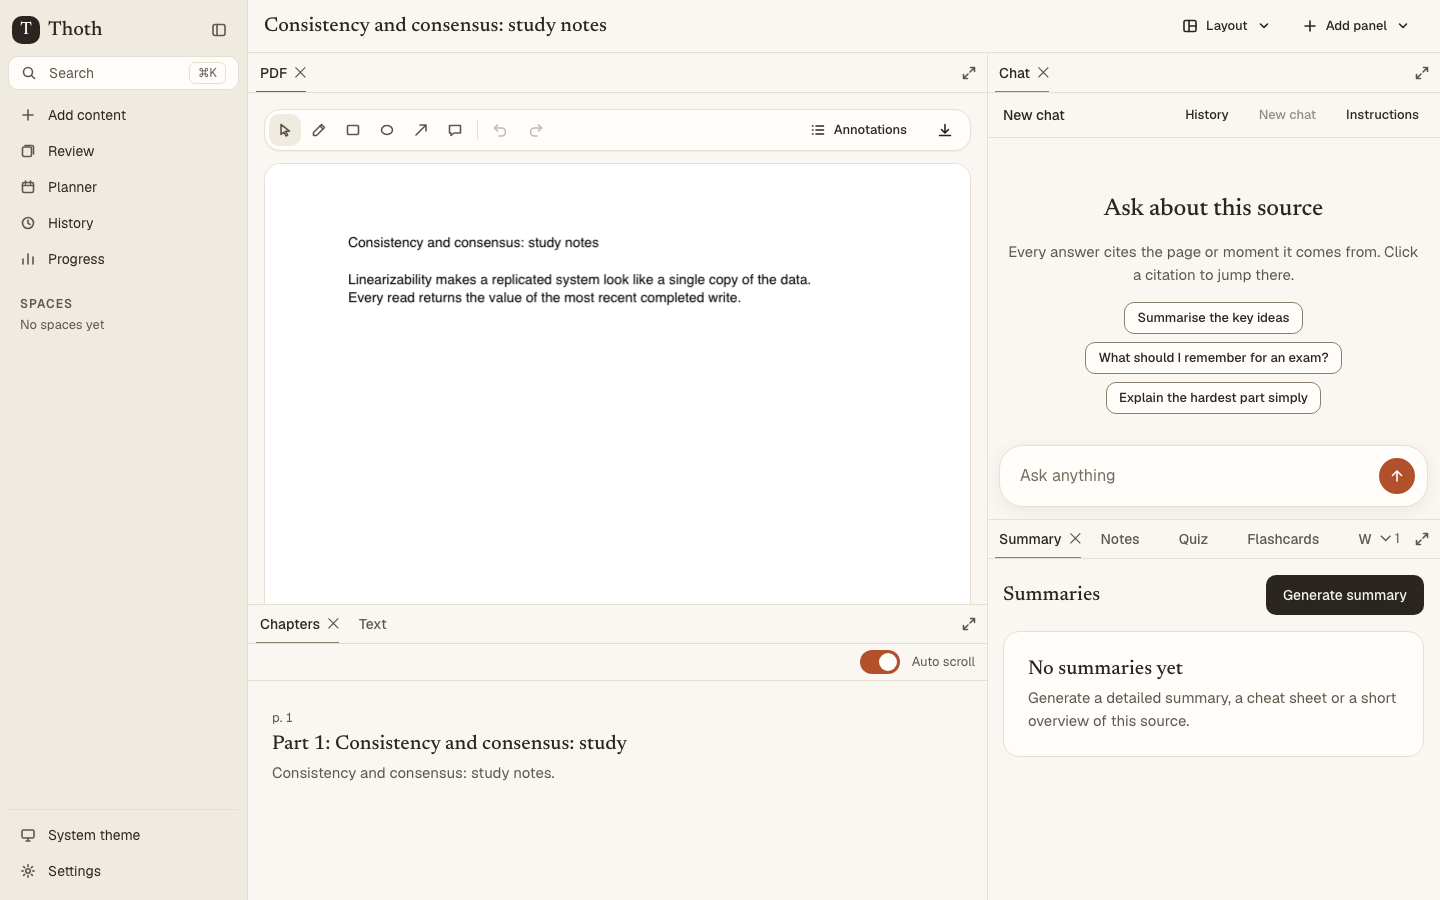 T Thoth
Search ⌘K
Add content
Review
Planner
History
Progress
SPACES
No spaces yet
System theme
Settings
Consistency and consensus: study notes
Layout
Add panel
PDF
Annotations
Consistency and consensus: study notes
Linearizability makes a replicated system look like a single copy of the data.
Every read returns the value of the most recent completed write.
Chapters Text
Auto scroll
p. 1
Part 1: Consistency and consensus: study
Consistency and consensus: study notes.
Chat
New chat History New chat Instructions
Ask about this source
Every answer cites the page or moment it comes from. Click
a citation to jump there.
Summarise the key ideas
What should I remember for an exam?
Explain the hardest part simply
Ask anything
Summary Notes Quiz Flashcards W 1
Summaries
Generate summary
No summaries yet
Generate a detailed summary, a cheat sheet or a short
overview of this source.